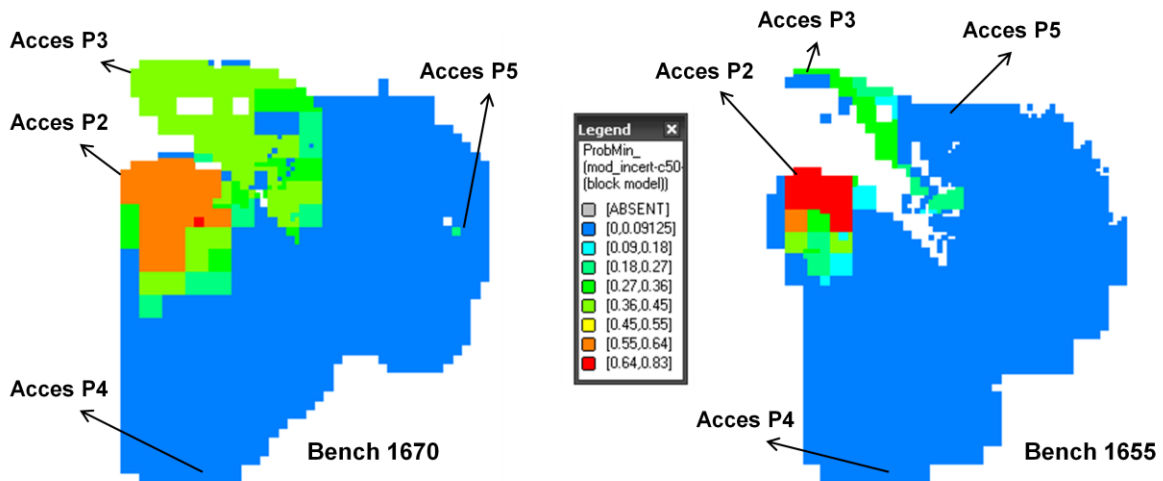 Acces P3
Acces P2
Acces P5
Acces P4
Bench 1670
Legend
ProbMin_
(mod_incert-c50-
(block model))
[ABSENT]
[0,0.09125]
[0.09,0.18]
[0.18,0.27]
[0.27,0.36]
[0.36,0.45]
[0.45,0.55]
[0.55,0.64]
[0.64,0.83]
Acces P3
Acces P5
Acces P2
Acces P4
Bench 1655